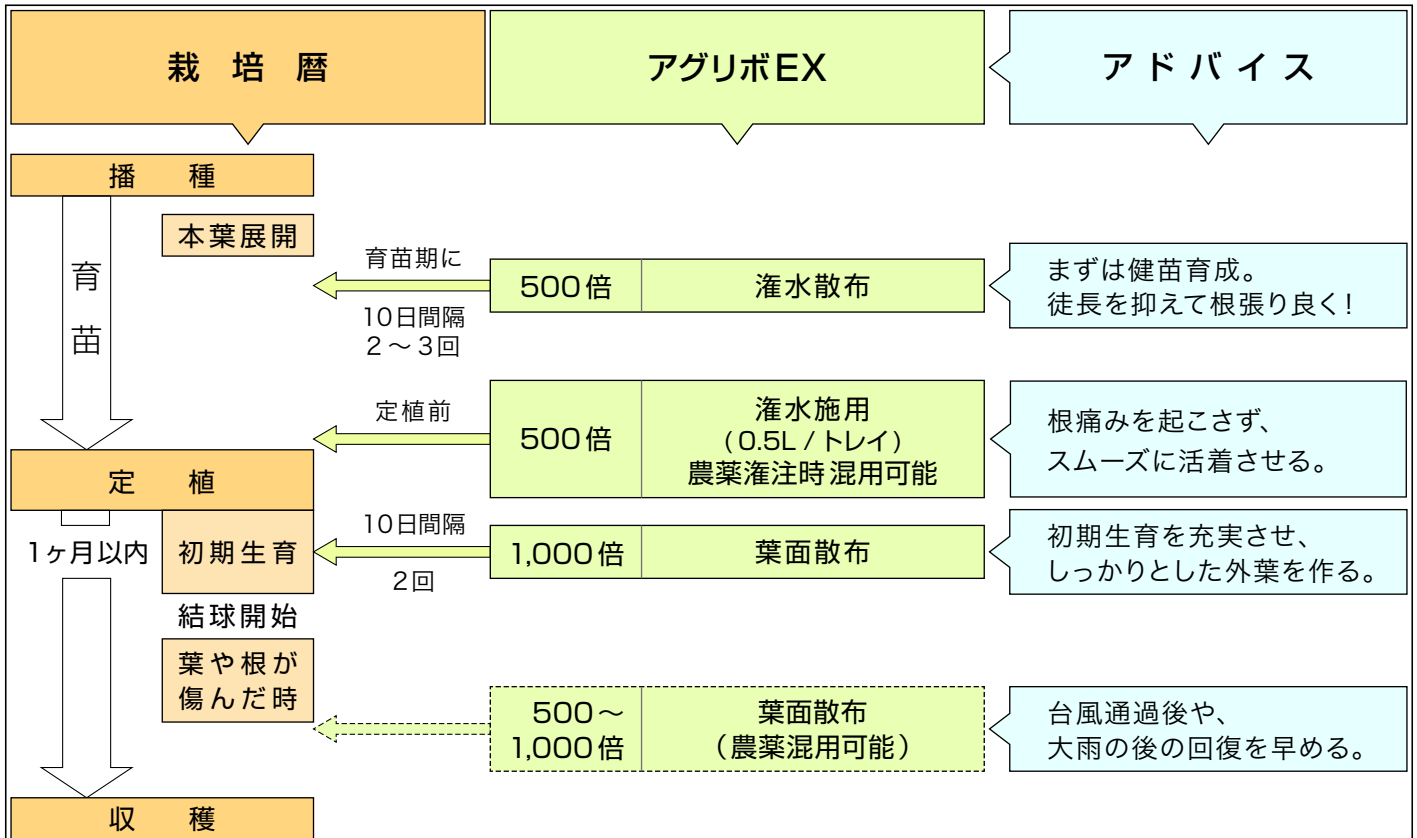 栽培暦
アグリボEX
アドバイス
播種
育苗
本葉展開
育苗期に
10日間隔
2～3回
500倍
潅水散布
まずは健苗育成。
徒長を抑えて根張り良く！
定植前
500倍
潅水施用
(0.5L / トレイ)
農薬潅注時 混用可能
根痛みを起こさず、
スムーズに活着させる。
定植
1ヶ月以内
初期生育
10日間隔
2回
1,000倍
葉面散布
初期生育を充実させ、
しっかりとした外葉を作る。
結球開始
葉や根が
傷んだ時
500～
1,000倍
葉面散布
（農薬混用可能）
台風通過後や、
大雨の後の回復を早める。
収穫